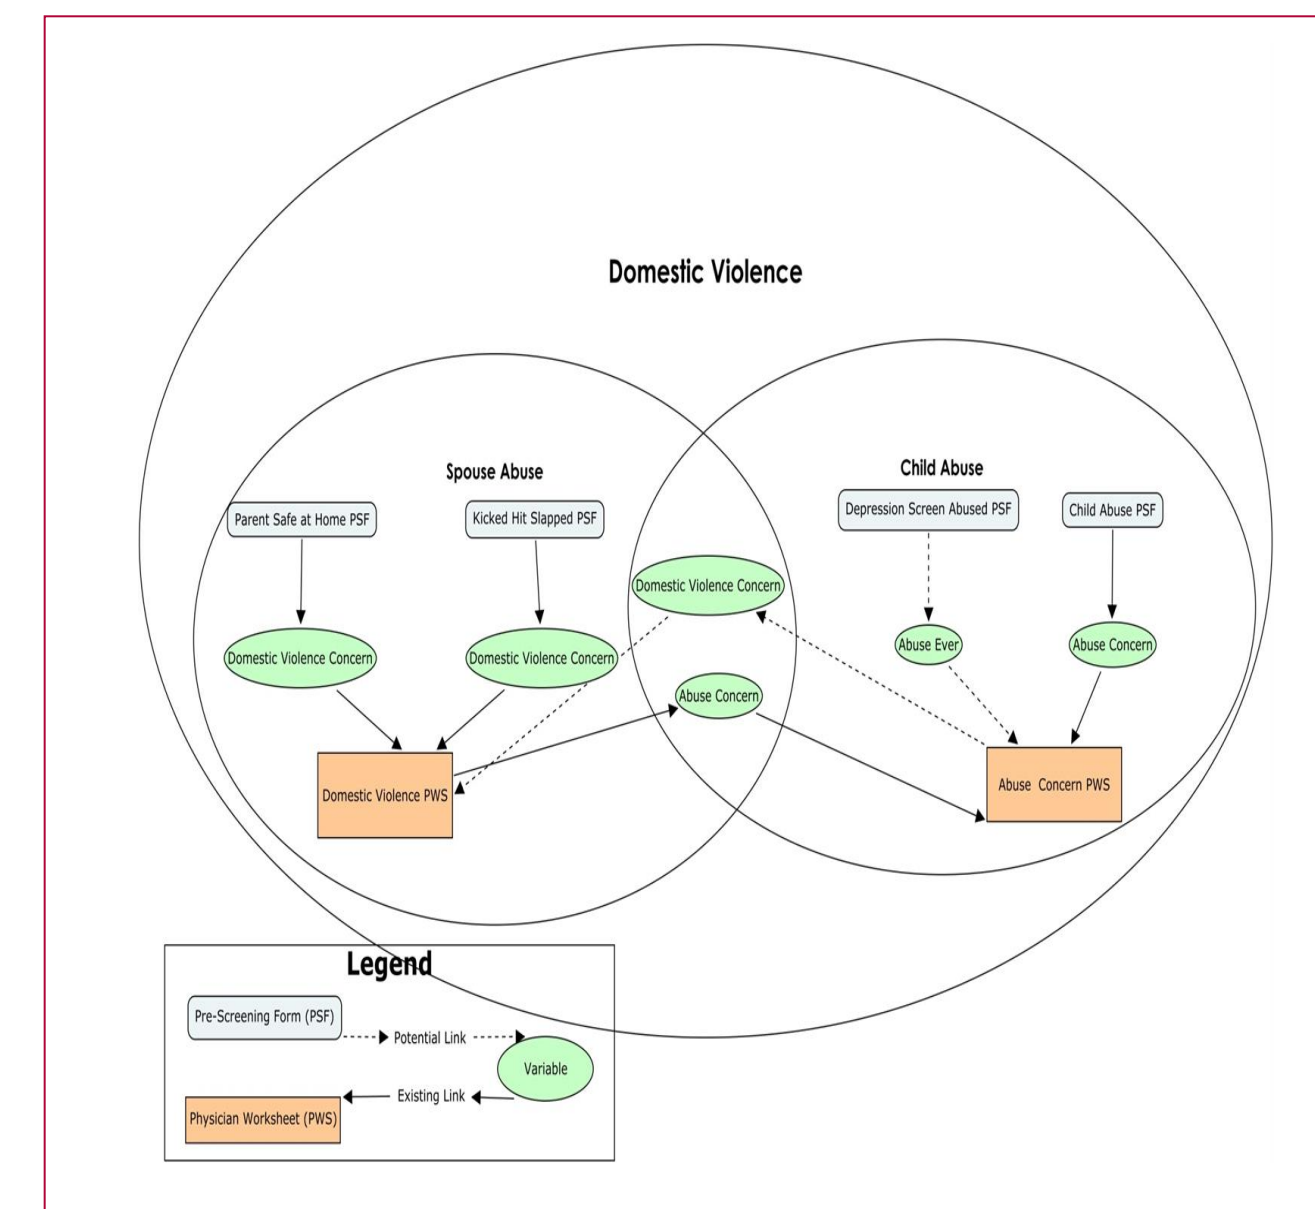 Domestic Violence
Spouse Abuse
Child Abuse
Parent Safe at Home PSF
Kicked Hit Slapped PSF
Depression Screen Abused PSF
Child Abuse PSF
Domestic Violence Concern
Domestic Violence Concern
Domestic Violence Concern
Abuse Ever
Abuse Concern
Abuse Concern
Domestic Violence PWS
Abuse Concern PWS
Legend
Pre-Screening Form (PSF)
Potential Link
Variable
Existing Link
Physician Worksheet (PWS)